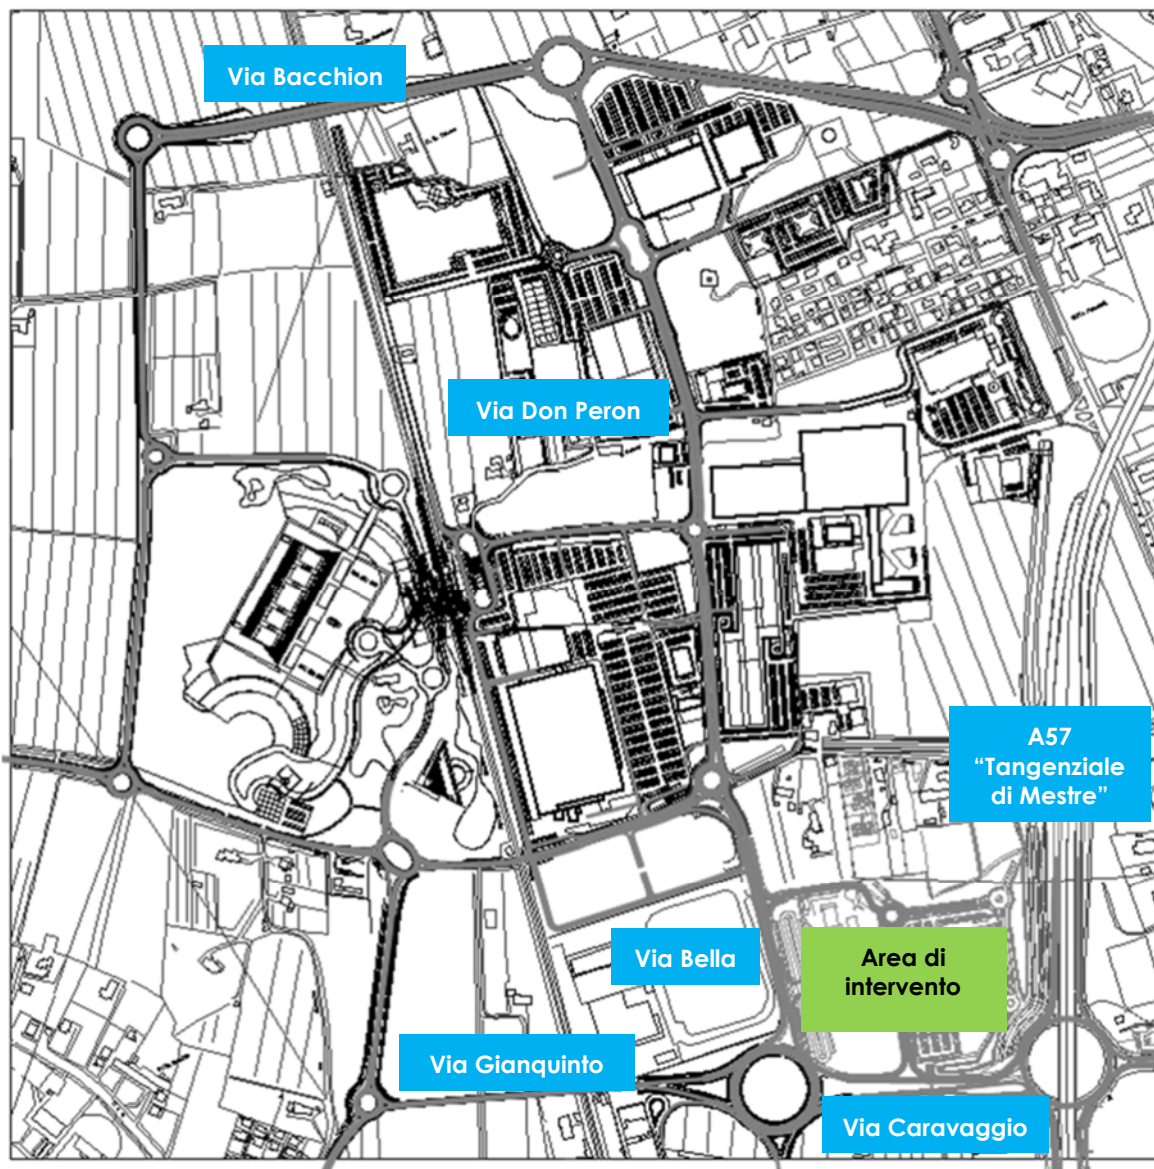 Via Bacchion
Via Don Peron
A57
“Tangenziale
di Mestre”
Via Bella
Area di
intervento
Via Gianquinto
Via Caravaggio